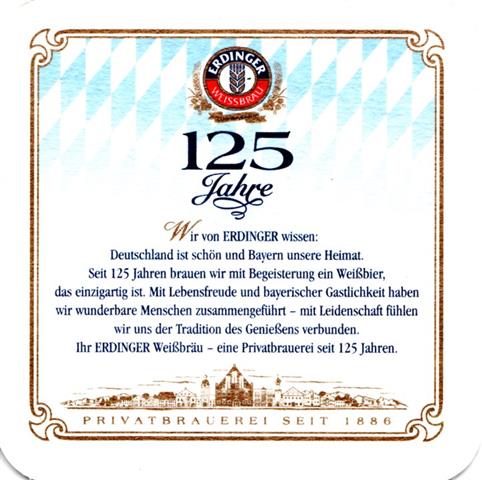 ERDINGER
WEISSBRÄU
125
Jahre
Wir von ERDINGER wissen:
Deutschland ist schön und Bayern unsere Heimat.
Seit 125 Jahren brauen wir mit Begeisterung ein Weißbier,
das einzigartig ist. Mit Lebensfreude und bayerischer Gastlichkeit haben
wir wunderbare Menschen zusammengeführt – mit Leidenschaft fühlen
wir uns der Tradition des Genießens verbunden.
Ihr ERDINGER Weißbräu – eine Privatbrauerei seit 125 Jahren.
PRIVATBRAUEREI SEIT 1886